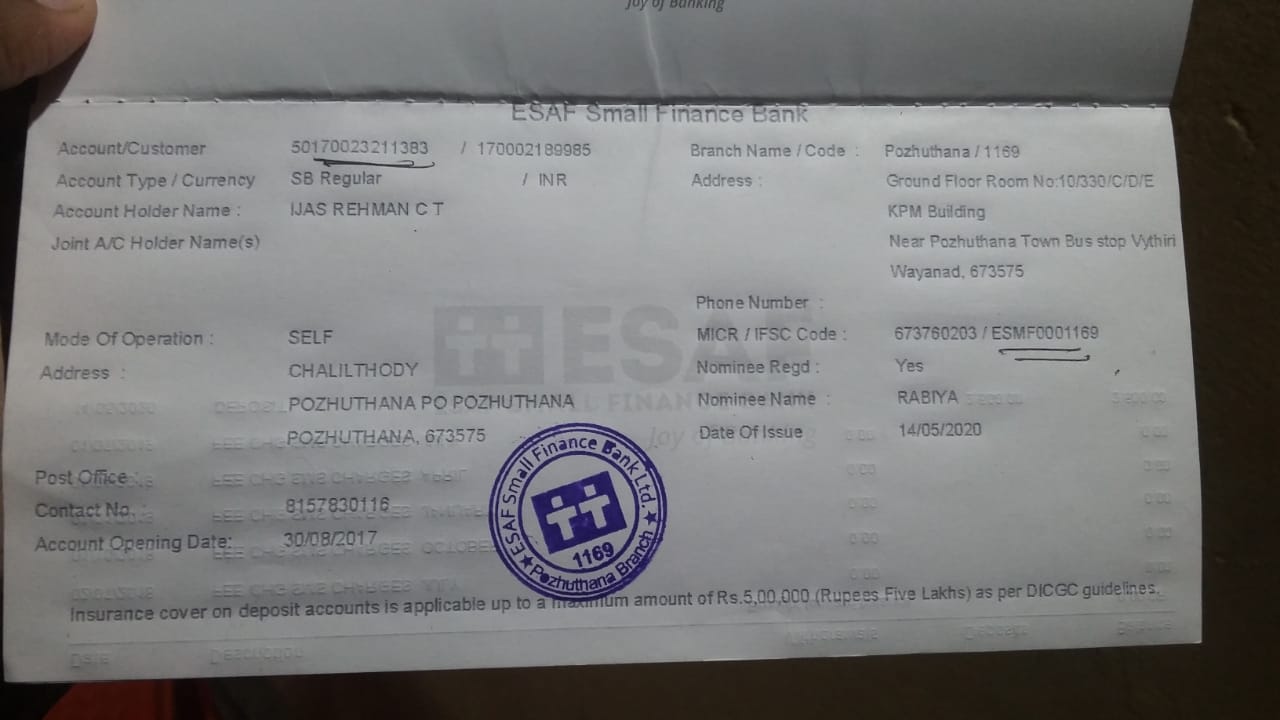 Joy of Banking
ESAF Small Finance Bank
Account/Customer 50170023211383 / 170002189985
Account Type / Currency SB Regular / INR
Account Holder Name : IJAS REHMAN C T
Joint A/C Holder Name(s)
Branch Name / Code : Pozhuthana / 1169
Address : Ground Floor Room No:10/330/C/D/E
KPM Building
Near Pozhuthana Town Bus stop Vythiri
Wayanad, 673575
Phone Number :
Mode Of Operation : SELF
Address : CHALILTHODY
POZHUTHANA PO POZHUTHANA
POZHUTHANA, 673575
MICR / IFSC Code : 673760203 / ESMF0001169
Nominee Regd : Yes
Nominee Name : RABIYA
Date Of Issue 14/05/2020
Post Office :
Contact No. : 8157830116
Account Opening Date: 30/08/2017
ESAF
Joy of
ESAF Small Finance Bank Ltd.
1169
Pozhuthana Branch
Insurance cover on deposit accounts is applicable up to a maximum amount of Rs.5,00,000 (Rupees Five Lakhs) as per DICGC guidelines.